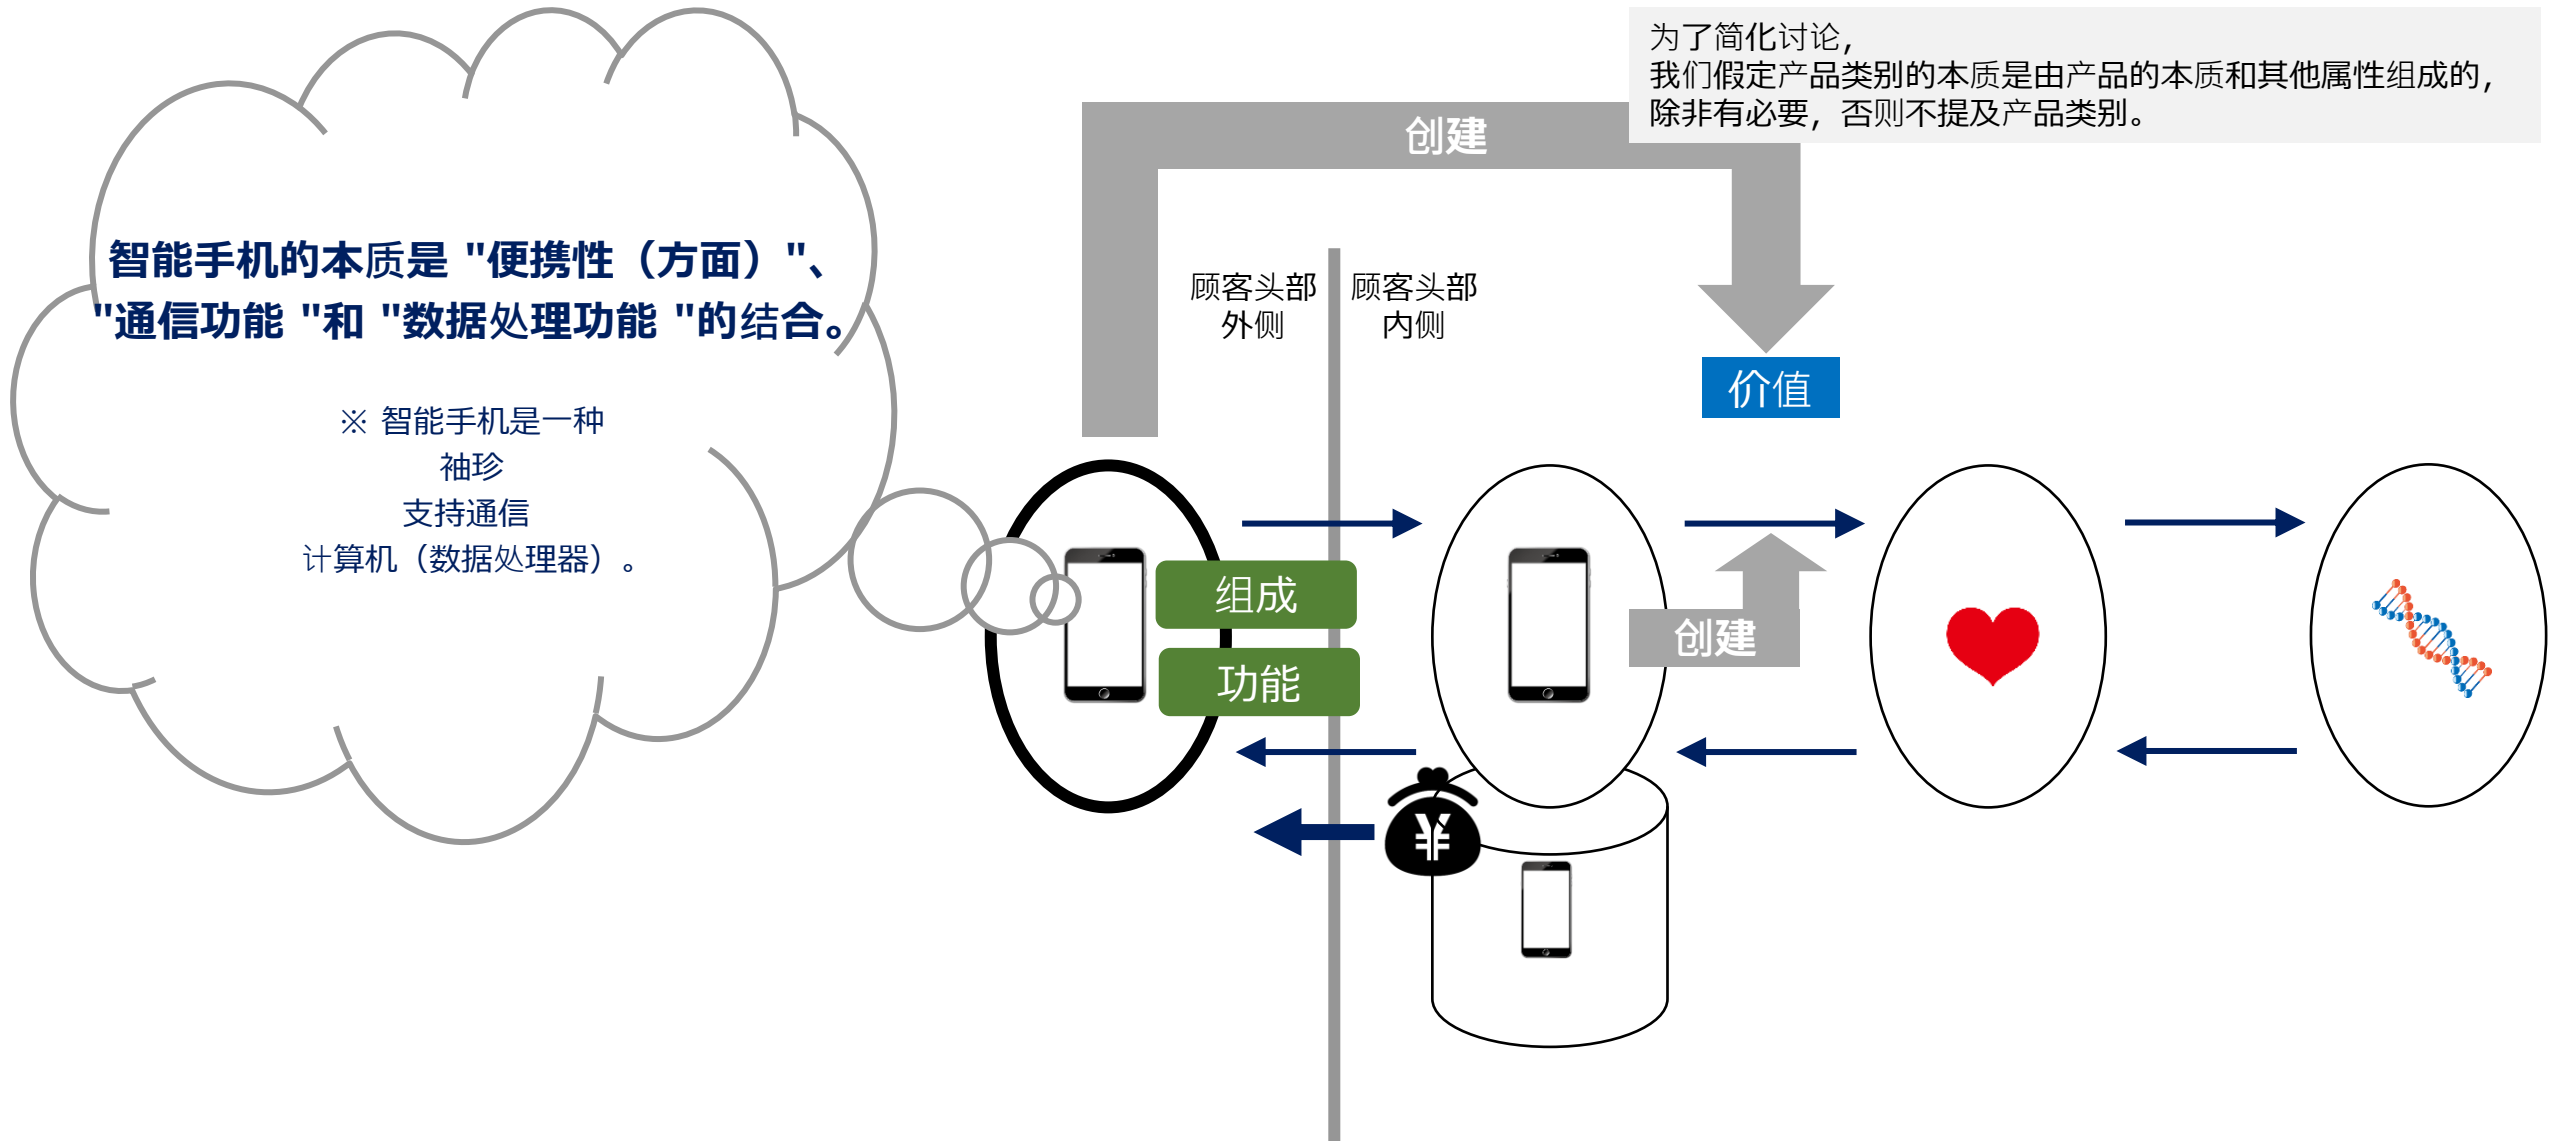 为了简化讨论，
我们假定产品类别的本质是由产品的本质和其他属性组成的，
除非有必要，否则不提及产品类别。
创建
智能手机的本质是 "便携性（方面）"、
"通信功能 "和 "数据处理功能 "的结合。
※ 智能手机是一种
袖珍
支持通信
计算机（数据处理器）。
顾客头部
外侧
顾客头部
内侧
价值
组成
功能
创建
¥